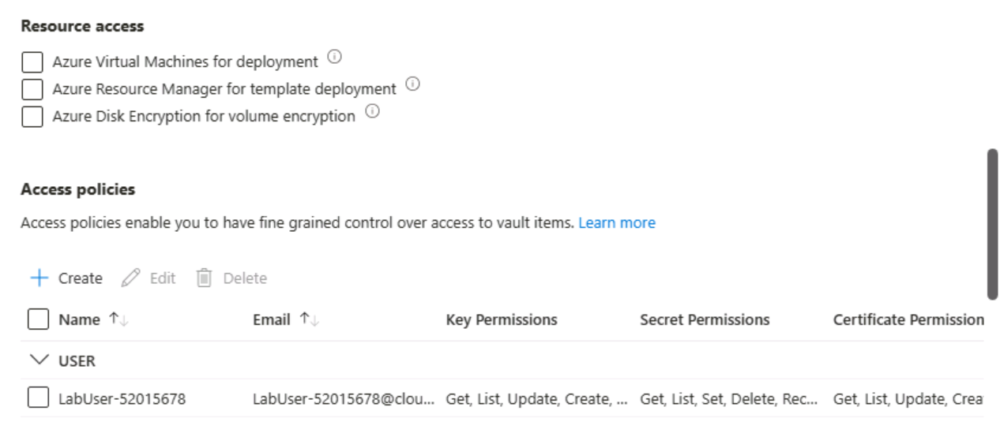 Resource access
Azure Virtual Machines for deployment
Azure Resource Manager for template deployment
Azure Disk Encryption for volume encryption
Access policies
Access policies enable you to have fine grained control over access to vault items. Learn more
Create Edit Delete
Name Email Key Permissions Secret Permissions Certificate Permission
USER
LabUser-52015678 LabUser-52015678@clou... Get, List, Update, Create, ... Get, List, Set, Delete, Rec... Get, List, Update, Crea